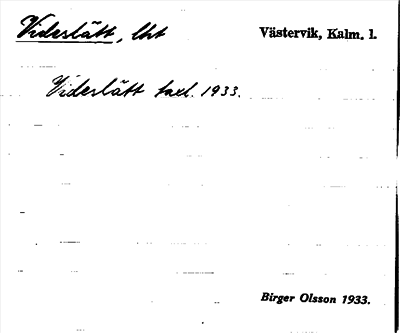 Viderslätt, lht Västervik, Kalm. l.
Viderslätt taxl. 1933.
Birger Olsson 1933.